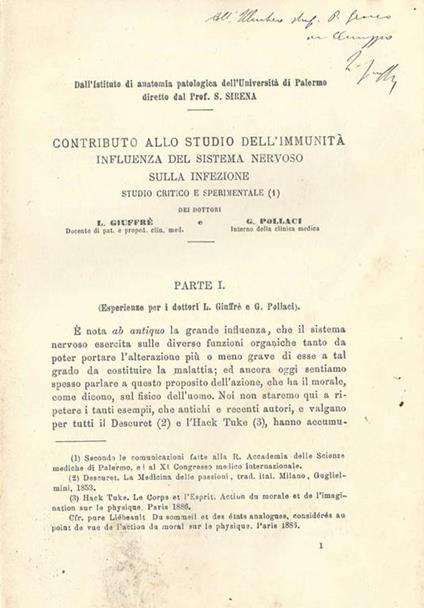 All'Illustre Prof. P. Grocco
in omaggio
Dall'Istituto di anatomia patologica dell'Università di Palermo
diretto dal Prof. S. SIRENA
CONTRIBUTO ALLO STUDIO DELL'IMMUNITÀ
INFLUENZA DEL SISTEMA NERVOSO
SULLA INFEZIONE
STUDIO CRITICO E SPERIMENTALE (1)
DEI DOTTORI
L. GIUFFRÈ e G. POLLACI
Docente di pat. e proped. clin. med. Interno della clinica medica
PARTE I.
(Esperienze per i dottori L. Giuffrè e G. Pollaci).
È nota ab antiquo la grande influenza, che il sistema
nervoso esercita sulle diverse funzioni organiche tanto da
poter portare l'alterazione più o meno grave di esse a tal
grado da costituire la malattia; ed ancora oggi sentiamo
spesso parlare a questo proposito dell'azione, che ha il morale,
come dicono, sul fisico dell'uomo. Noi non staremo qui a ri-
petere i tanti esempii, che antichi e recenti autori, e valgano
per tutti il Descuret (2) e l'Hack Tuke (3), hanno accumu-
(1) Secondo le comunicazioni fatte alla R. Accademia delle Scienze
mediche di Palermo, e al XI Congresso medico internazionale.
(2) Descuret. La Medicina delle passioni, trad. ital. Milano, Gugliel-
mini, 1853.
(3) Hack Tuke. Le Corps et l'Esprit. Action du morale et de l'imagi-
nation sur le physique. Paris 1886.
Cfr. pure Liébeault Du sommeil et des états analogues, considérés au
point de vue de l'action du moral sur le physique. Paris 1886.
1